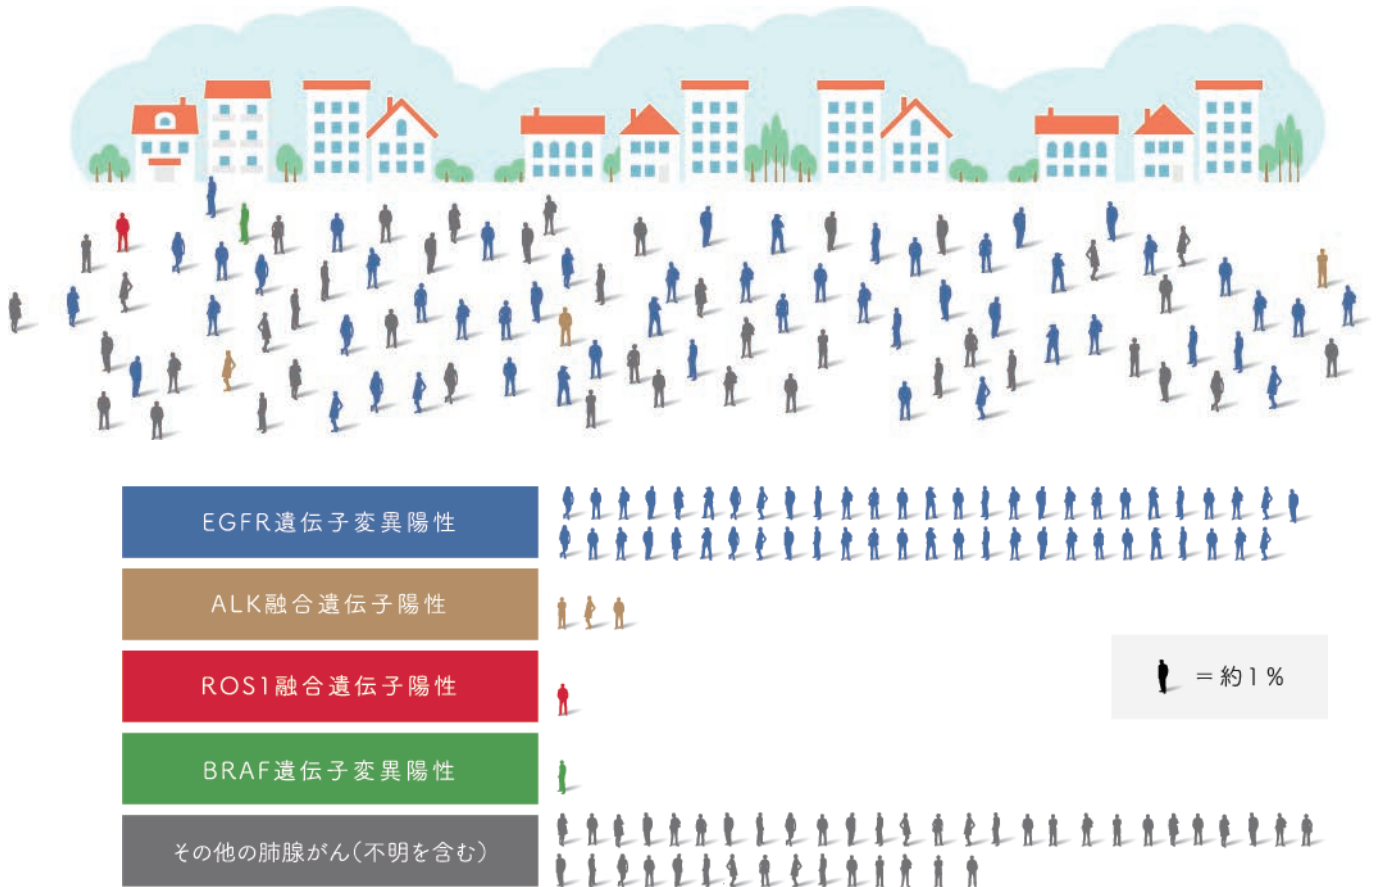 EGFR遺伝子変異陽性
ALK融合遺伝子陽性
ROS1融合遺伝子陽性
＝約1%
BRAF遺伝子変異陽性
その他の肺腺がん(不明を含む)